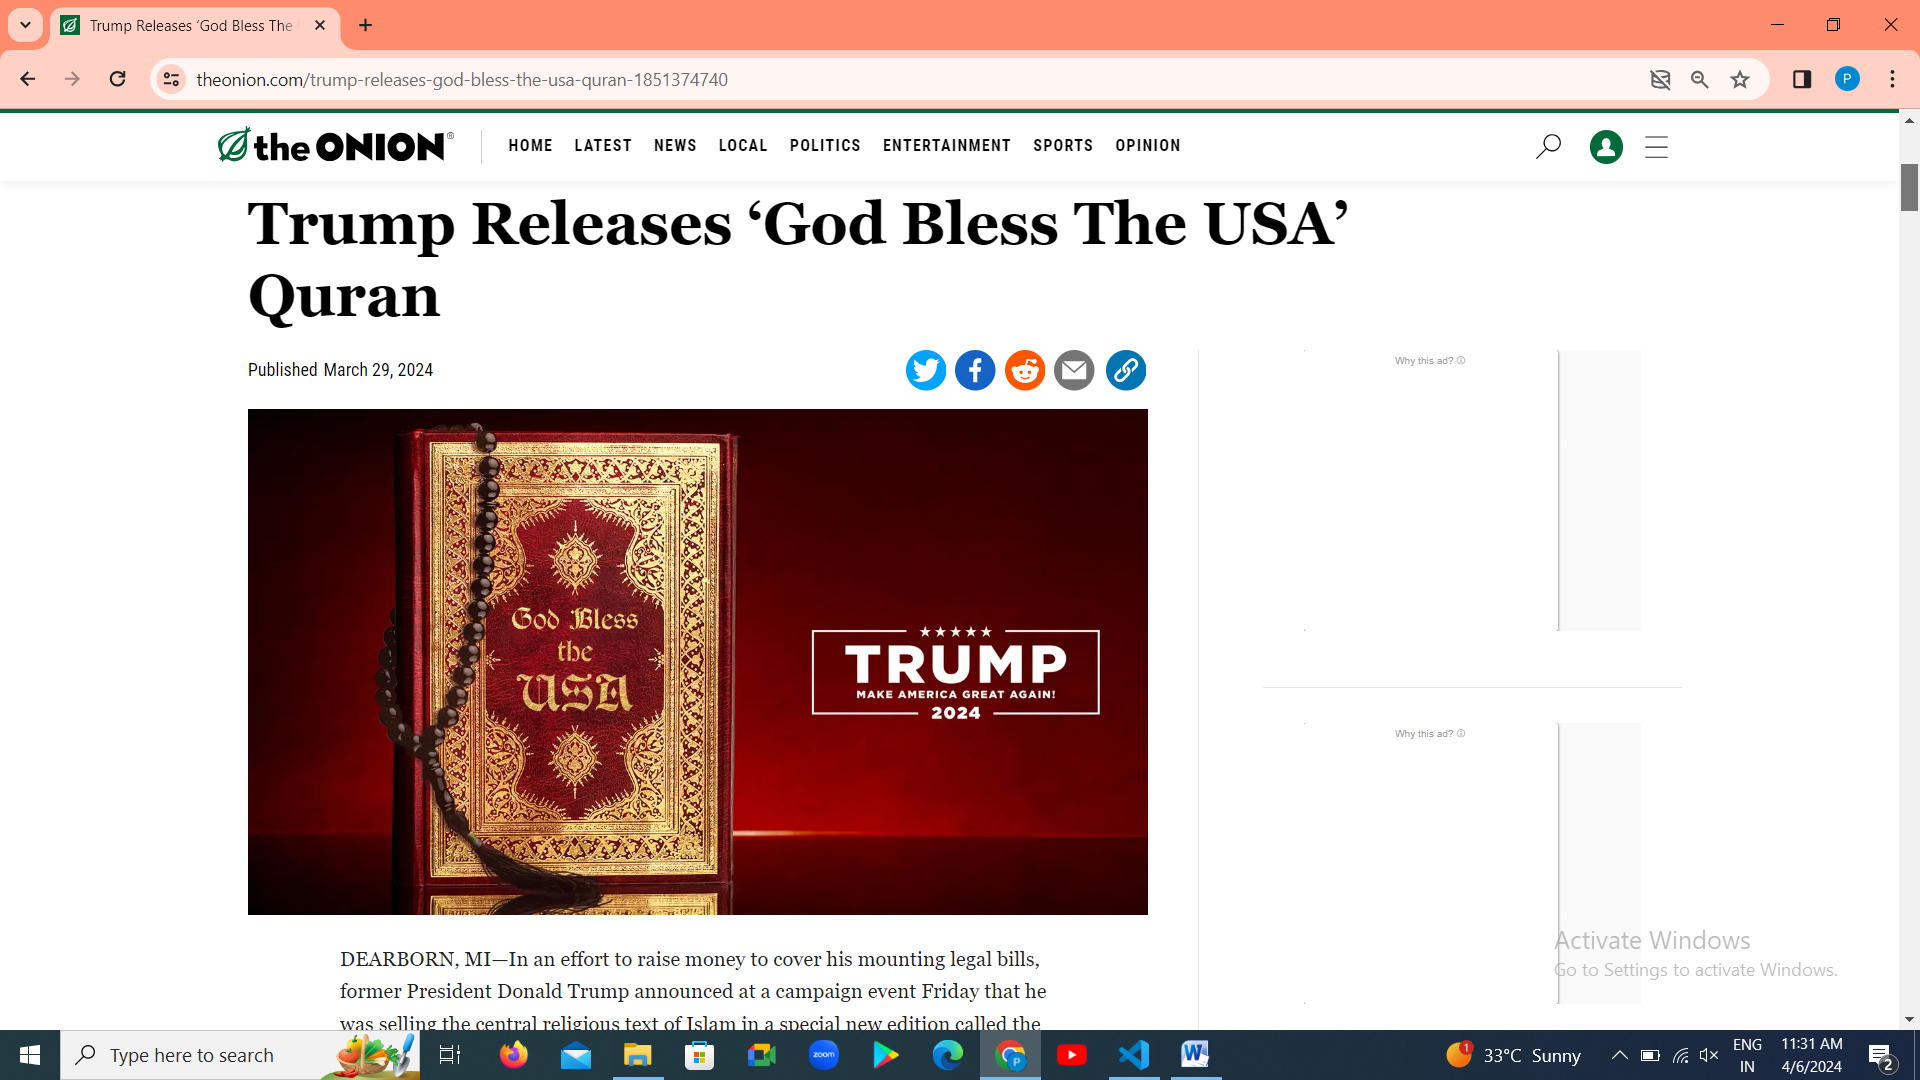 Trump Releases ‘God Bless The
theonion.com/trump-releases-god-bless-the-usa-quran-1851374740
P
the ONION®
HOME LATEST NEWS LOCAL POLITICS ENTERTAINMENT SPORTS OPINION
Trump Releases ‘God Bless The USA’
Quran
Published March 29, 2024
Why this ad?
God Bless
the
USA
TRUMP
MAKE AMERICA GREAT AGAIN!
2024
Why this ad?
DEARBORN, MI—In an effort to raise money to cover his mounting legal bills,
former President Donald Trump announced at a campaign event Friday that he
was selling the central religious text of Islam in a special new edition called the
Activate Windows
Go to Settings to activate Windows.
Type here to search
zoom
P
W
1
33°C Sunny
ENG
IN
11:31 AM
4/6/2024
2